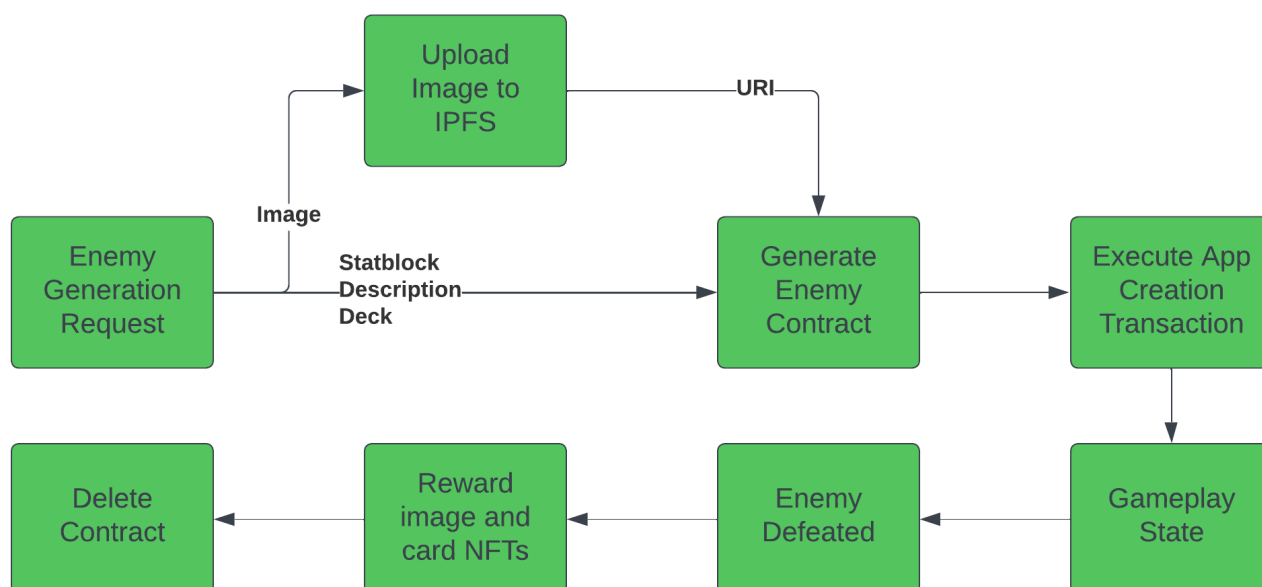 Upload
Image to
IPFS
URI
Image
Enemy
Generation
Request
Statblock
Description
Deck
Generate
Enemy
Contract
Execute App
Creation
Transaction
Delete
Contract
Reward
image and
card NFTs
Enemy
Defeated
Gameplay
State